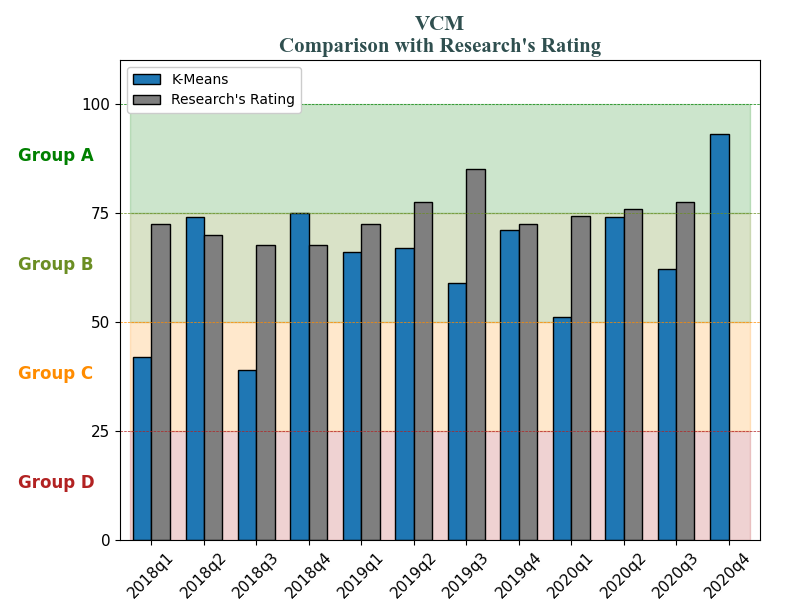 VCM
Comparison with Research's Rating
K-Means
Research's Rating
100
Group A
75
Group B
50
Group C
25
Group D
0
2018q1
2018q2
2018q3
2018q4
2019q1
2019q2
2019q3
2019q4
2020q1
2020q2
2020q3
2020q4